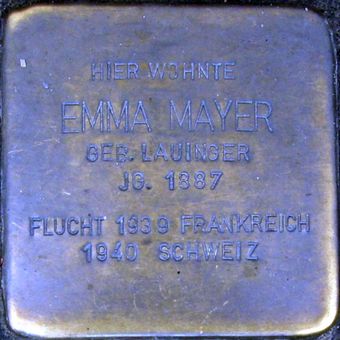 HIER WOHNTE
EMMA MAYER
GEB. LAUINGER
JG. 1887
FLUCHT 1939 FRANKREICH
1940 SCHWEIZ